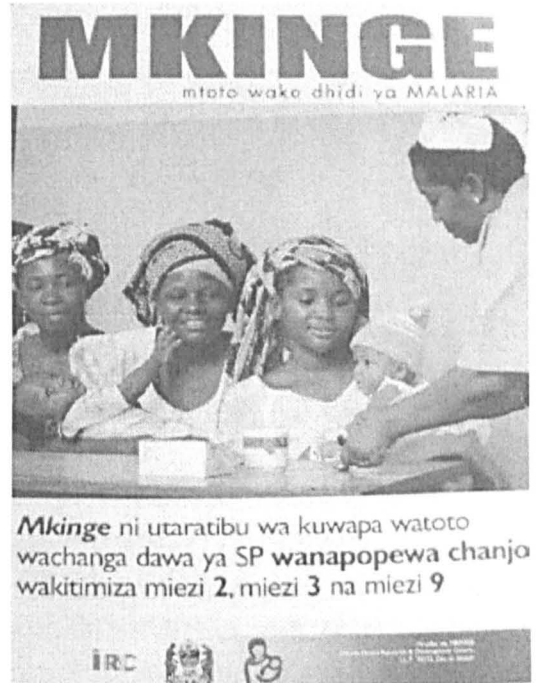 MKINGE
mtoto wako dhidi ya MALARIA
Mkinge ni utaratibu wa kuwapa watoto
wachanga dawa ya SP wanapopewa chanjo
wakitimiza miezi 2, miezi 3 na miezi 9